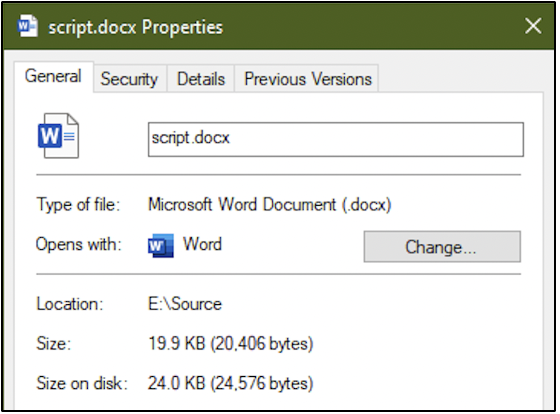 script.docx Properties
General Security Details Previous Versions
script.docx
Type of file: Microsoft Word Document (.docx)
Opens with: Word Change...
Location: E:\Source
Size: 19.9 KB (20,406 bytes)
Size on disk: 24.0 KB (24,576 bytes)